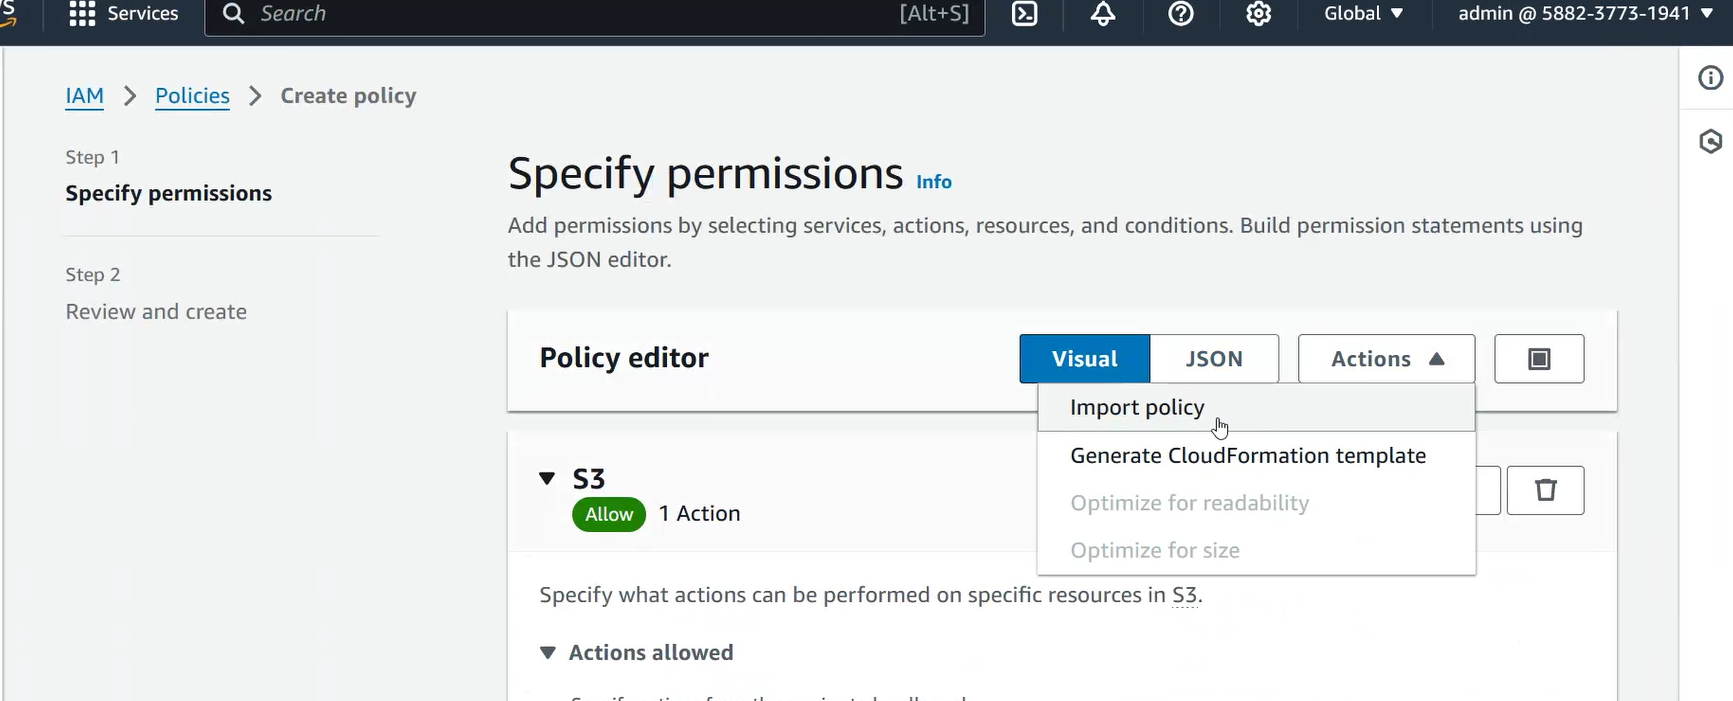 Services
Search
[Alt+S]
Global
admin @ 5882-3773-1941
IAM > Policies > Create policy
Step 1
Specify permissions
Step 2
Review and create
Specify permissions Info
Add permissions by selecting services, actions, resources, and conditions. Build permission statements using
the JSON editor.
Policy editor
Visual
JSON
Actions
Import policy
Generate CloudFormation template
Optimize for readability
Optimize for size
S3
Allow 1 Action
Specify what actions can be performed on specific resources in S3.
Actions allowed